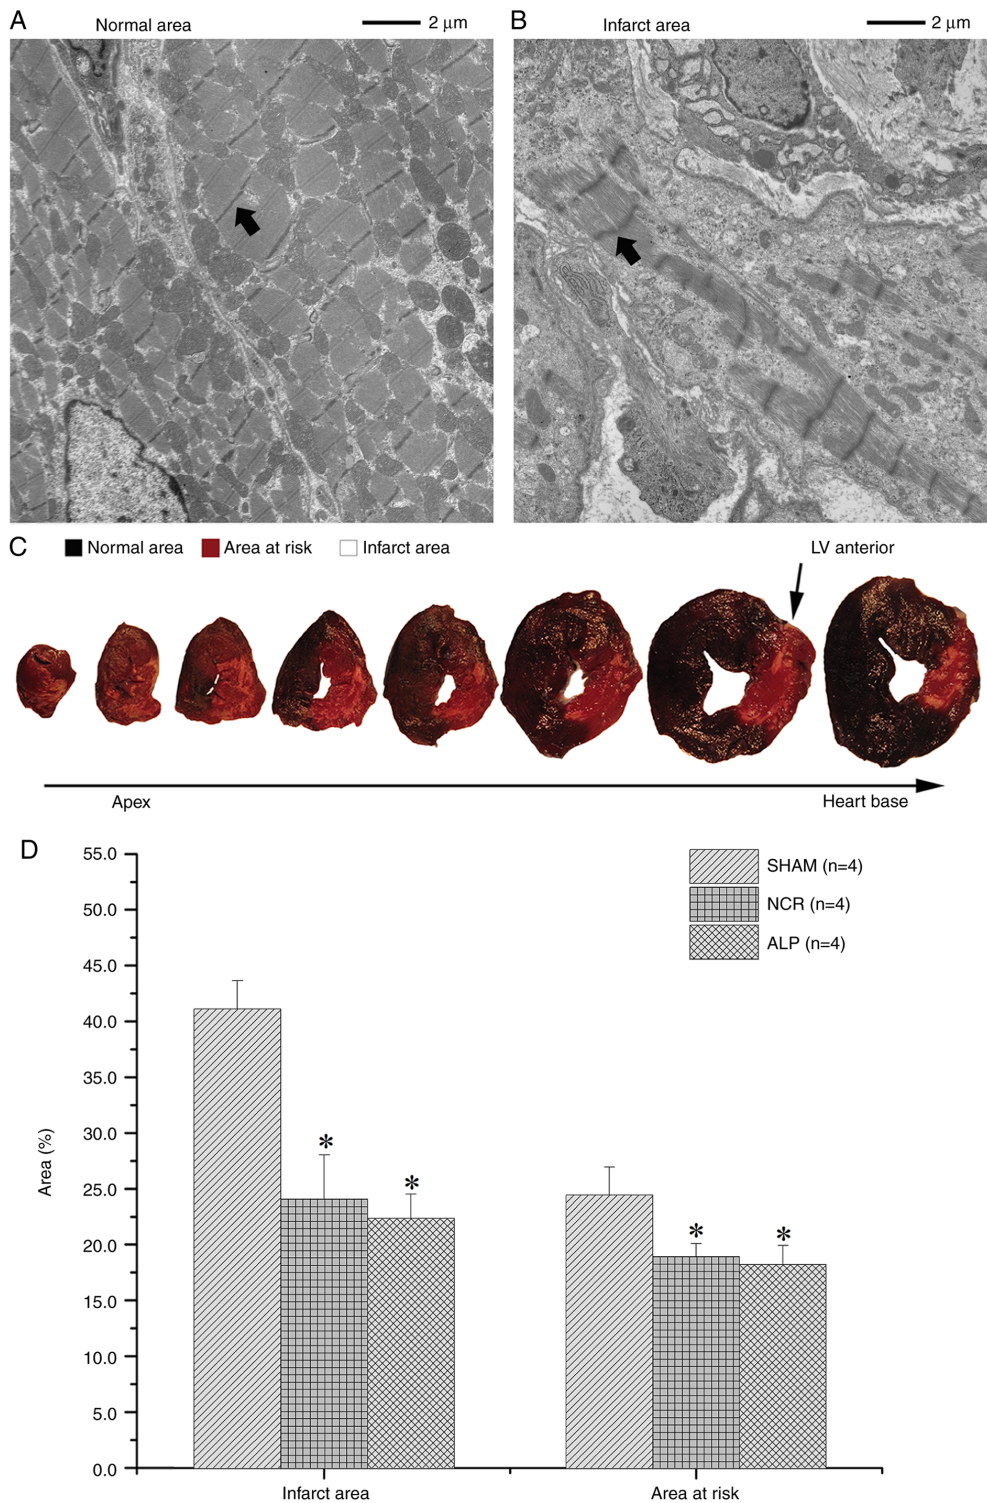 A
Normal area
2 μm
B
Infarct area
2 μm
C
Normal area
Area at risk
Infarct area
LV anterior
Apex
Heart base
D
55.0
50.0
45.0
40.0
35.0
30.0
25.0
20.0
15.0
10.0
5.0
0.0
Area (%)
SHAM (n=4)
NCR (n=4)
ALP (n=4)
*
*
*
*
Infarct area
Area at risk